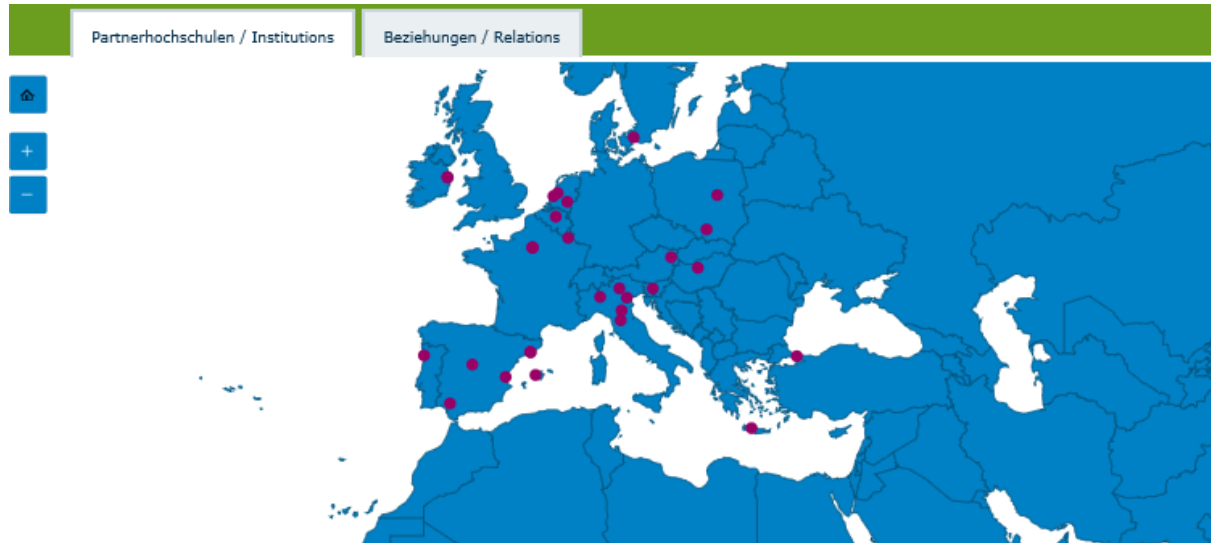 Partnerhochschulen / Institutions
Beziehungen / Relations
+
−